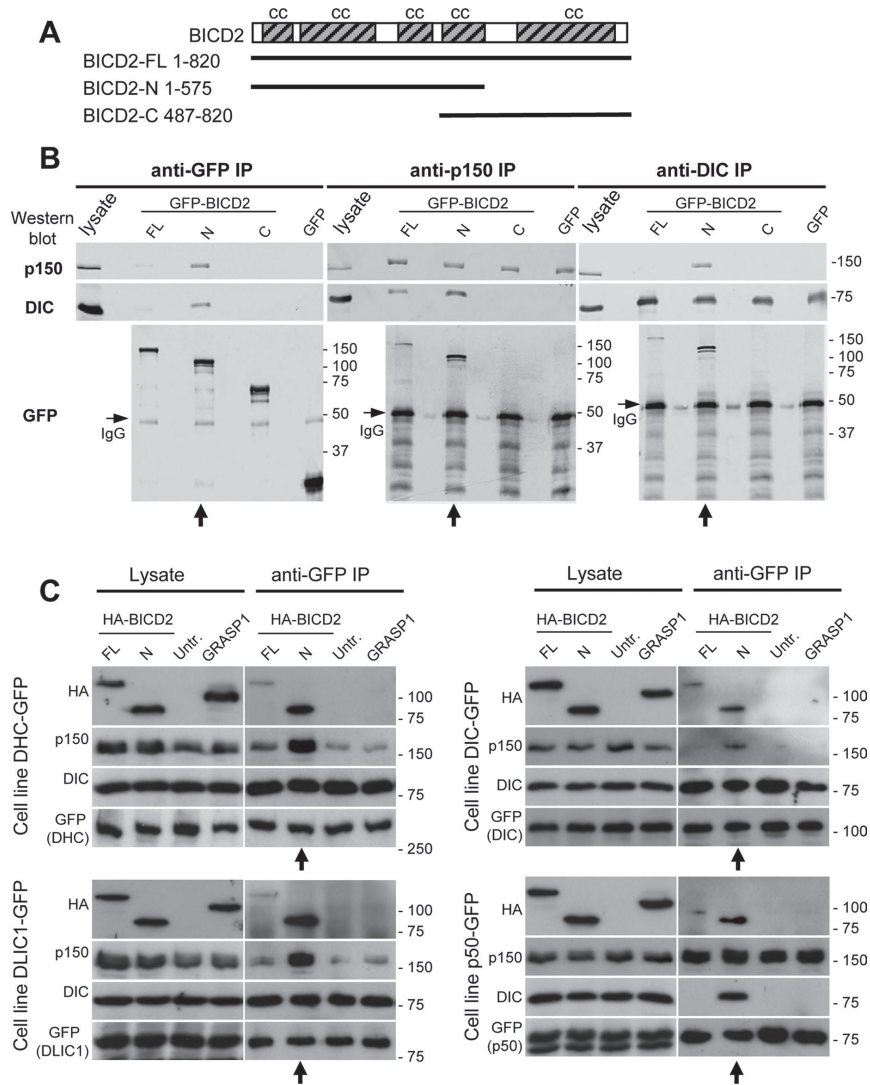 A
CC CC CC CC CC
BICD2
BICD2-FL 1-820
BICD2-N 1-575
BICD2-C 487-820
B
anti-GFP IP anti-p150 IP anti-DIC IP
Western blot
lysate GFP-BICD2 FL N C GFP lysate GFP-BICD2 FL N C GFP lysate GFP-BICD2 FL N C GFP
p150 -150
DIC - 75
GFP
IgG
- 150
- 100
- 75
- 50
- 37
IgG
- 150
- 100
- 75
- 50
- 37
IgG
- 150
- 100
- 75
- 50
- 37
C
Lysate anti-GFP IP
HA-BICD2 HA-BICD2
FL N Untr. GRASP1 FL N Untr. GRASP1
Cell line DHC-GFP
HA - 100
- 75
p150 - 150
DIC - 75
GFP (DHC) - 250
Cell line DLIC1-GFP
HA - 100
- 75
p150 - 150
DIC - 75
GFP (DLIC1) - 75
Lysate anti-GFP IP
HA-BICD2 HA-BICD2
FL N Untr. GRASP1 FL N Untr. GRASP1
Cell line DIC-GFP
HA - 100
- 75
p150 - 150
DIC - 75
GFP (DIC) - 100
Cell line p50-GFP
HA - 100
- 75
p150 - 150
DIC - 75
GFP (p50) - 75